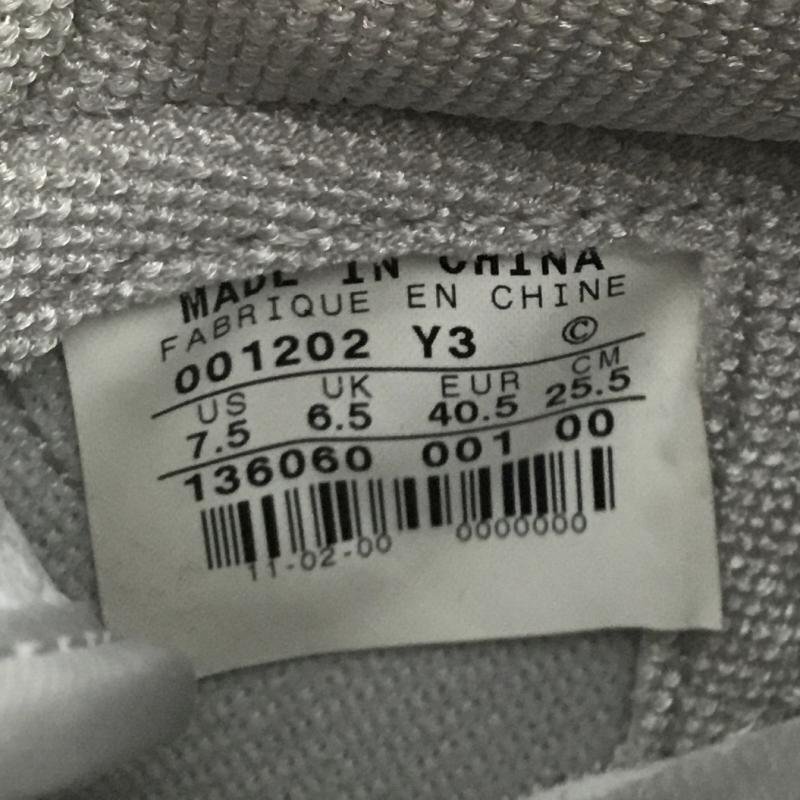 MADE IN CHINA
FABRIQUE EN CHINE
001202 Y3 ©
US UK EUR CM
7.5 6.5 40.5 25.5
136060 001 00
11-02-00 0000000